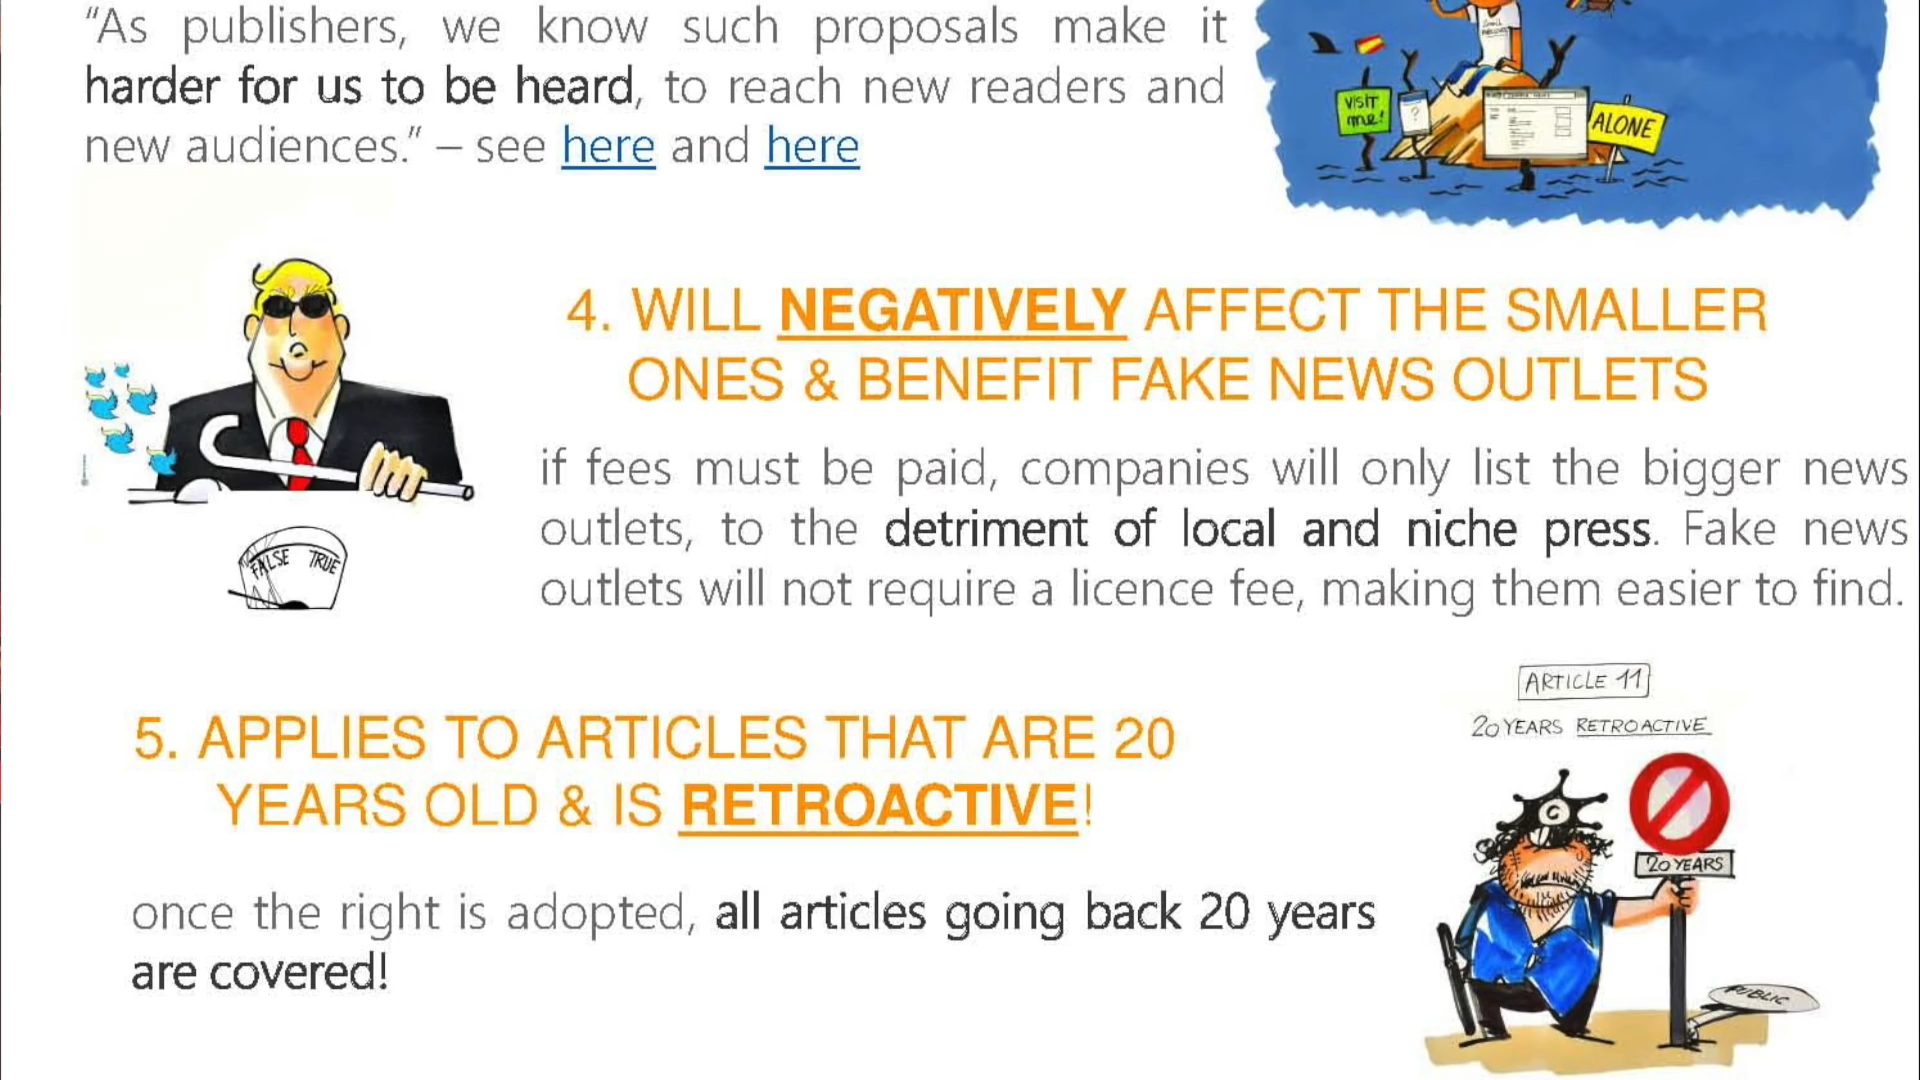 “As publishers, we know such proposals make it
harder for us to be heard, to reach new readers and
new audiences.” – see here and here
VISIT
me!
?
ALONE
4. WILL NEGATIVELY AFFECT THE SMALLER
ONES & BENEFIT FAKE NEWS OUTLETS
if fees must be paid, companies will only list the bigger news
outlets, to the detriment of local and niche press. Fake news
outlets will not require a licence fee, making them easier to find.
FALSE TRUE
ARTICLE 11
20 YEARS RETROACTIVE
5. APPLIES TO ARTICLES THAT ARE 20
YEARS OLD & IS RETROACTIVE!
C
20 YEARS
once the right is adopted, all articles going back 20 years
are covered!
PUBLIC